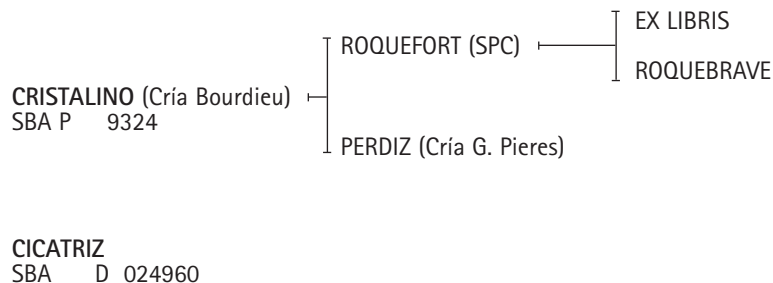 EX LIBRIS
ROQUEFORT (SPC)
ROQUEBRAVE
CRISTALINO (Cría Bourdieu)
SBA P 9324
PERDIZ (Cría G. Pieres)
CICATRIZ
SBA D 024960